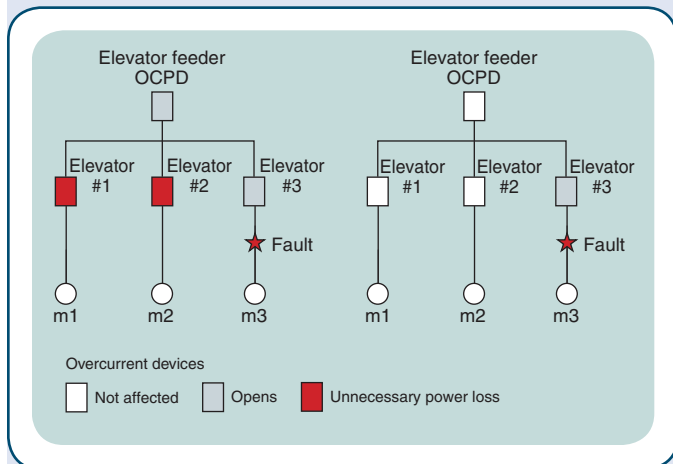 Elevator feeder
OCPD
Elevator
#1
Elevator
#2
Elevator
#3
Fault
m1
m2
m3
Elevator feeder
OCPD
Elevator
#1
Elevator
#2
Elevator
#3
Fault
m1
m2
m3
Overcurrent devices
Not affected
Opens
Unnecessary power loss